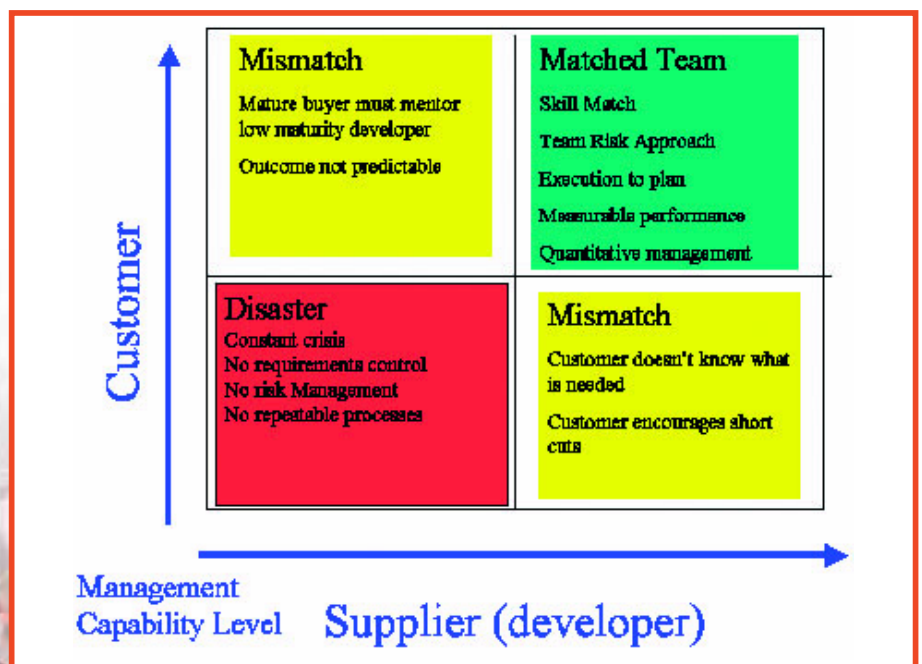 Mismatch
Mature buyer must mentor
low maturity developer
Outcome not predictable
Matched Team
Skill Match
Team Risk Approach
Execution to plan
Measurable performance
Quantitative management
Disaster
Constant crisis
No requirements control
No risk Management
No repeatable processes
Mismatch
Customer doesn't know what
is needed
Customer encourages short
cuts
Customer
Management
Capability Level
Supplier (developer)